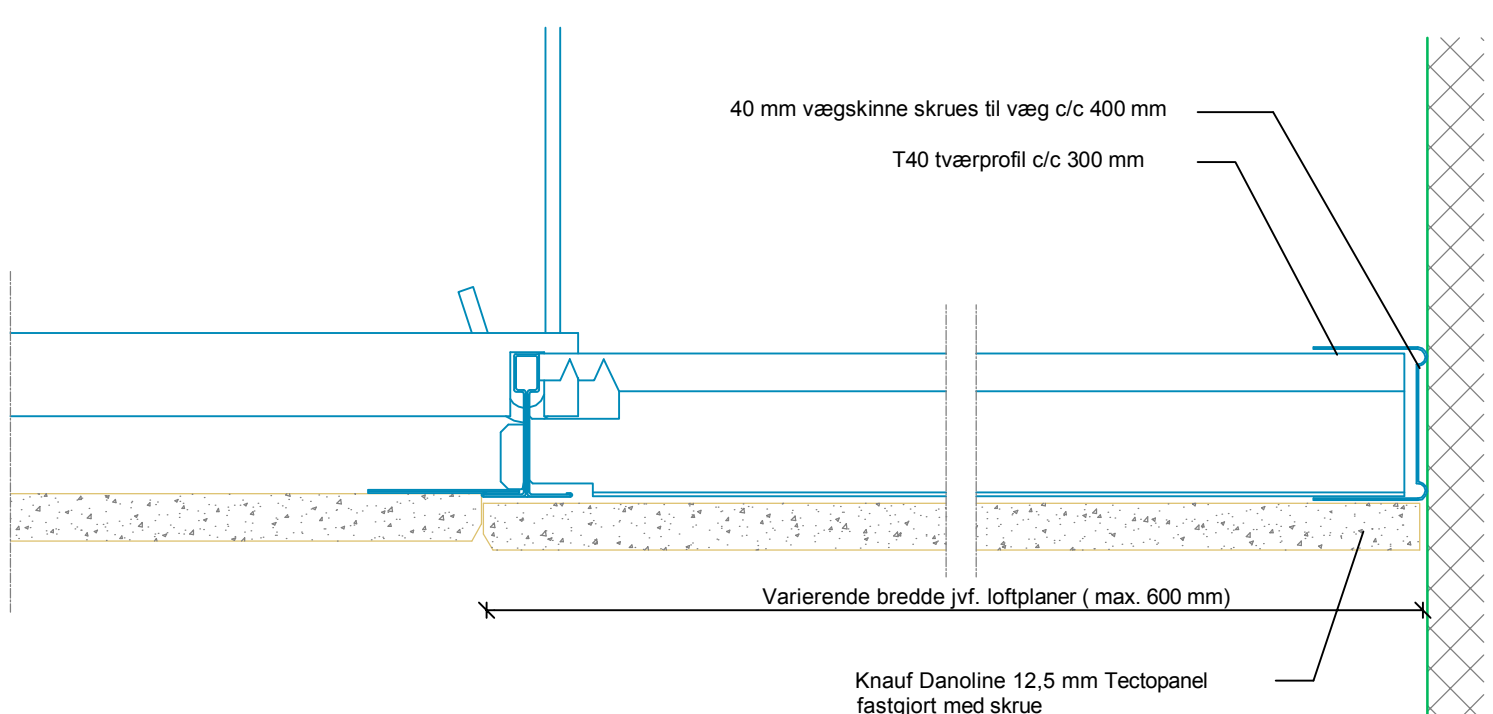 40 mm vægskinne skrues til væg c/c 400 mm
T40 tværprofil c/c 300 mm
Varierende bredde jvf. loftplaner ( max. 600 mm)
Knauf Danoline 12,5 mm Tectopanel
fastgjort med skrue